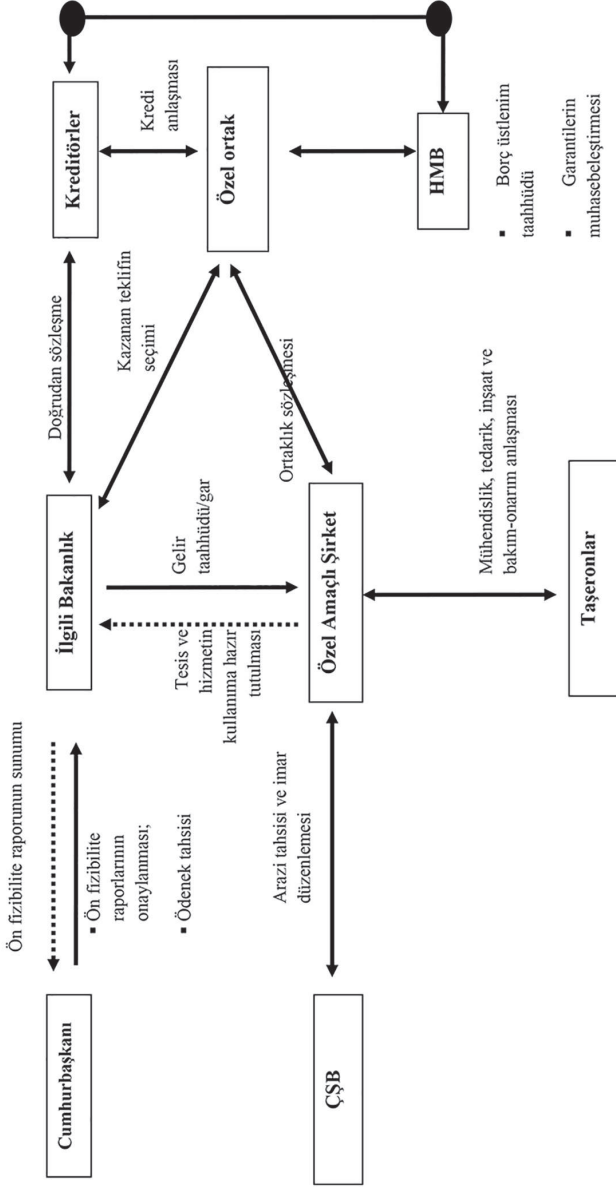 Ön fizibilite raporunun sunumu
Cumhurbaşkanı
▪ Ön fizibilite
raporlarının
onaylanması;
▪ Ödenek tahsisi
İlgili Bakanlık
Doğrudan sözleşme
Kreditörler
Kredi
anlaşması
Kazanan teklifin
seçimi
Özel ortak
Tesis ve
hizmetin
kullanıma hazır
tutulması
Gelir
taahhüdü/gar
Ortaklık sözleşmesi
ÇŞB
Arazi tahsisi ve imar
düzenlemesi
Özel Amaçlı Şirket
HMB
▪ Borç üstlenim
taahhüdü
▪ Garantilerin
muhasebeleştirmesi
Mühendislik, tedarik, inşaat ve
bakım-onarım anlaşması
Taşeronlar